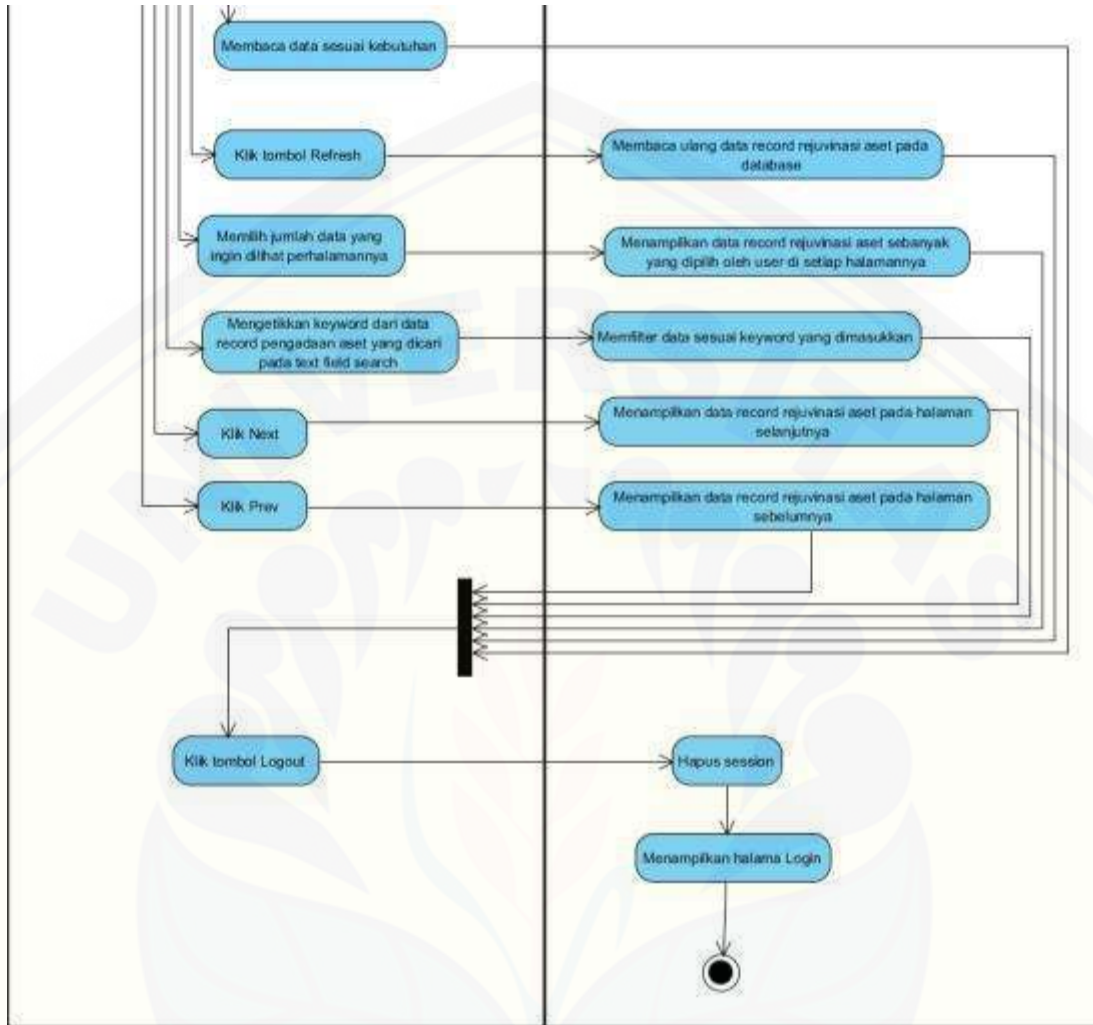 Membaca data sesuai kebutuhan
Klik tombol Refresh
Membaca ulang data record rejuvinasi aset pada
database
Memilih jumlah data yang
ingin dilihat perhalamannya
Menampilkan data record rejuvinasi aset sebanyak
yang dipilih oleh user di setiap halamannya
Mengetikkan keyword dari data
record pengadaan aset yang dicari
pada text field search
Memfilter data sesuai keyword yang dimasukkan
Klik Next
Menampilkan data record rejuvinasi aset pada halaman
selanjutnya
Klik Prev
Menampilkan data record rejuvinasi aset pada halaman
sebelumnya
Klik tombol Logout
Hapus session
Menampilkan halama Login
UNIVERSITAS